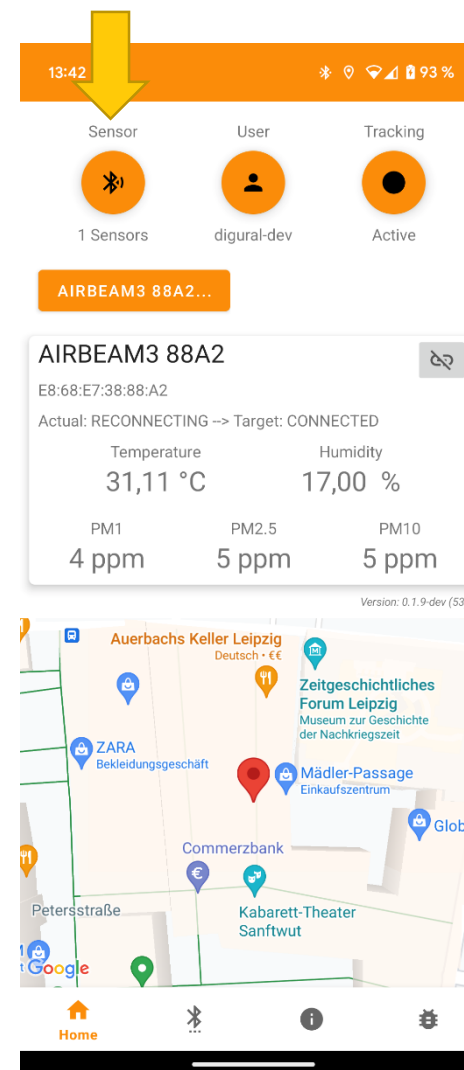 13:42
93 %
Sensor User Tracking
1 Sensors digural-dev Active
AIRBEAM3 88A2...
AIRBEAM3 88A2
E8:68:E7:38:88:A2
Actual: RECONNECTING --> Target: CONNECTED
Temperature Humidity
31,11 °C 17,00 %
PM1 PM2.5 PM10
4 ppm 5 ppm 5 ppm
Version: 0.1.9-dev (53
Auerbachs Keller Leipzig
Deutsch • €€
Zeitgeschichtliches
Forum Leipzig
Museum zur Geschichte
der Nachkriegszeit
ZARA
Bekleidungsgeschäft
Mädler-Passage
Einkaufszentrum
Glob
Commerzbank
Petersstraße
Kabarett-Theater
Sanftwut
Google
Home